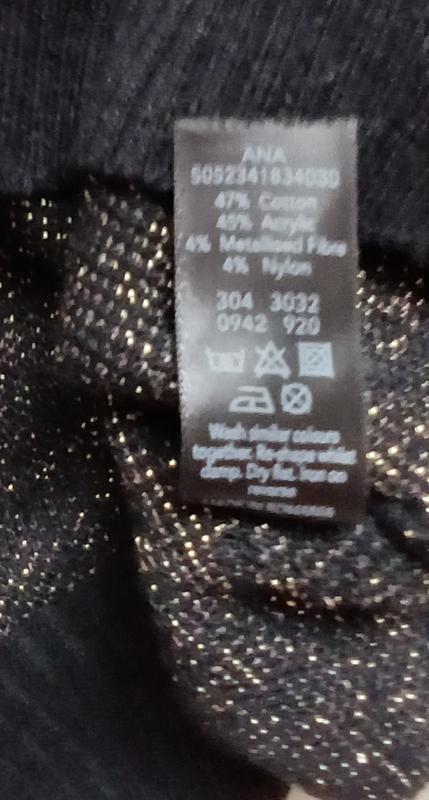 ANA
5052341834030
47% Cotton
45% Acrylic
4% Metallised Fibre
4% Nylon
304 3032
0942 920
Wash similar colours
together. Re-shape whilst
damp. Dry flat. Iron on
reverse